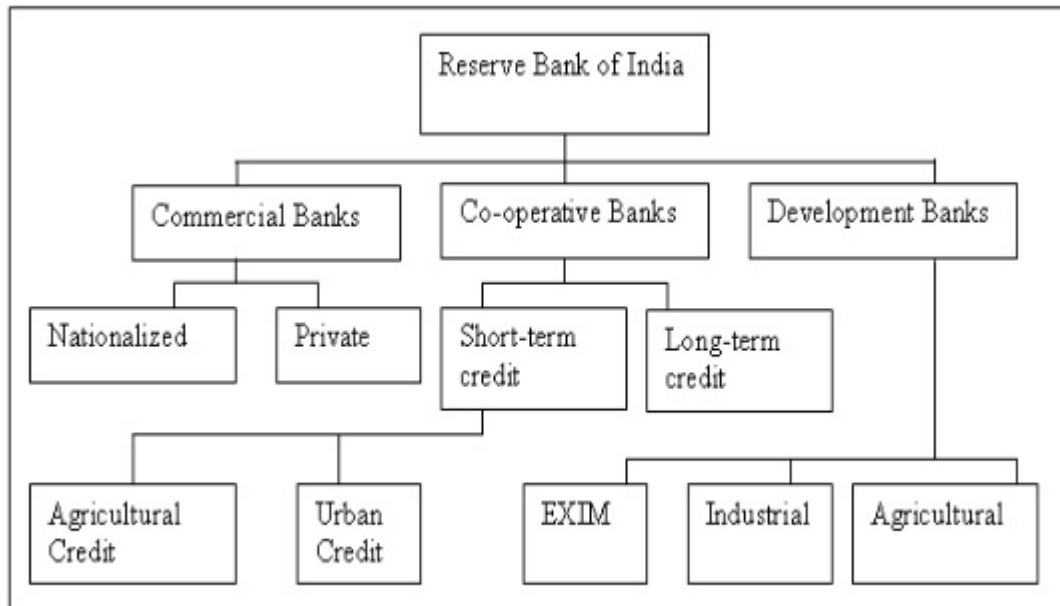 Reserve Bank of India
Commercial Banks
Co-operative Banks
Development Banks
Nationalized
Private
Short-term
credit
Long-term
credit
Agricultural
Credit
Urban
Credit
EXIM
Industrial
Agricultural